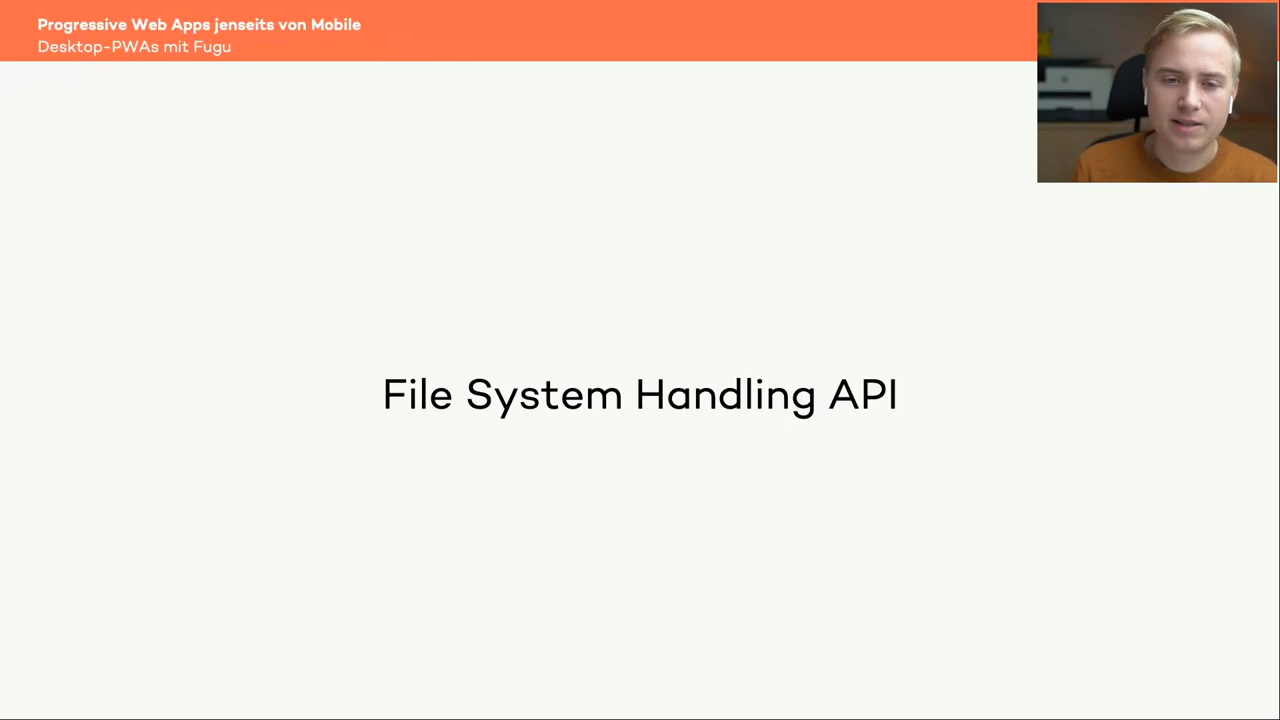 Progressive Web Apps jenseits von Mobile
Desktop-PWAs mit Fugu
File System Handling API